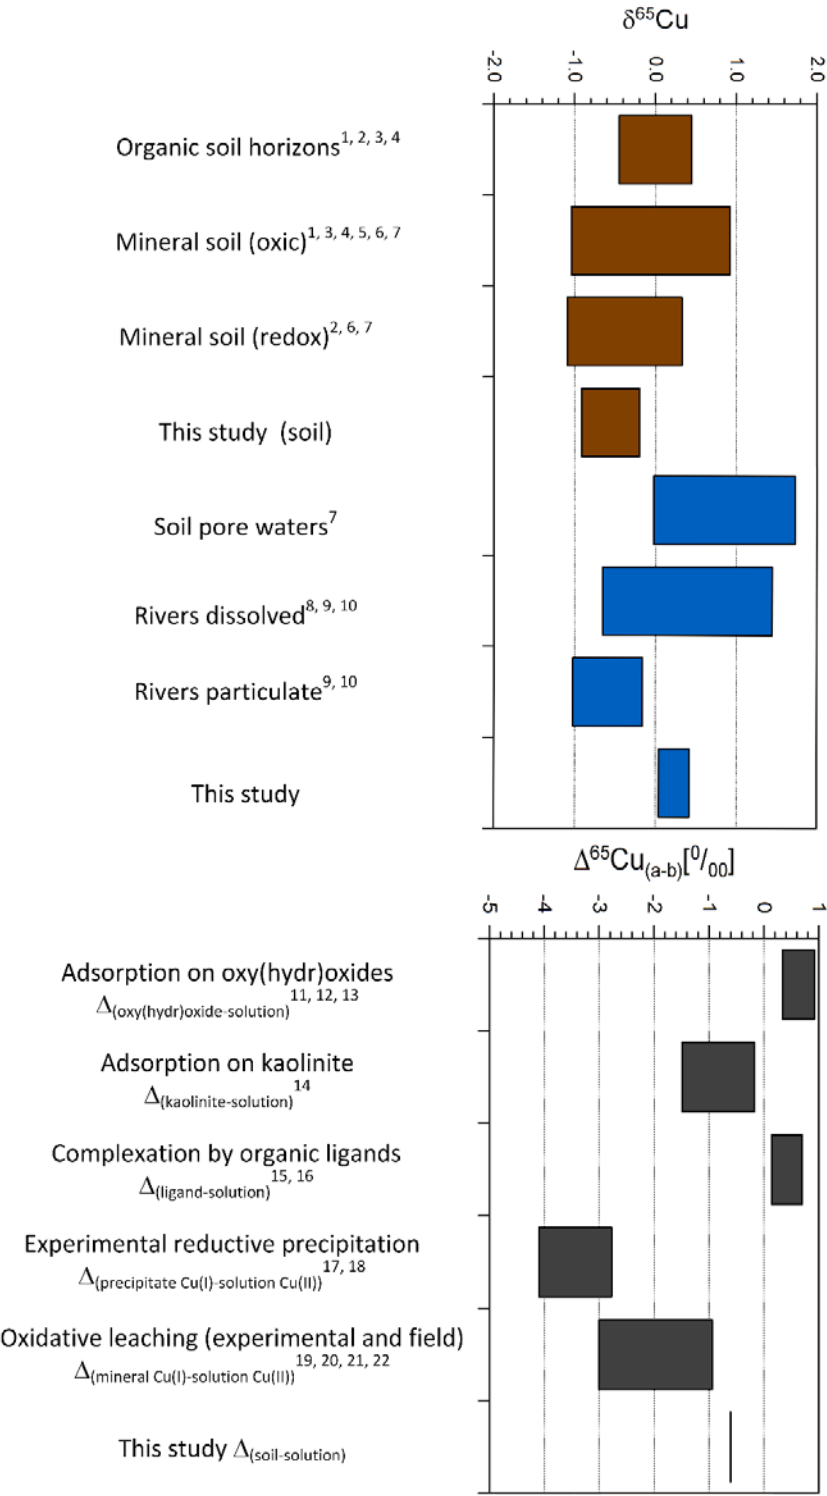 δ⁶⁵Cu
-2.0 -1.0 0.0 1.0 2.0
Organic soil horizons1, 2, 3, 4
Mineral soil (oxic)1, 3, 4, 5, 6, 7
Mineral soil (redox)2, 6, 7
This study (soil)
Soil pore waters7
Rivers dissolved8, 9, 10
Rivers particulate9, 10
This study
Δ⁶⁵Cu(a-b)[0/00]
-5 -4 -3 -2 -1 0 1
Adsorption on oxy(hydr)oxides
Δ(oxy(hydr)oxide-solution)11, 12, 13
Adsorption on kaolinite
Δ(kaolinite-solution)14
Complexation by organic ligands
Δ(ligand-solution)15, 16
Experimental reductive precipitation
Δ(precipitate Cu(I)-solution Cu(II))17, 18
Oxidative leaching (experimental and field)
Δ(mineral Cu(I)-solution Cu(II))19, 20, 21, 22
This study Δ(soil-solution)